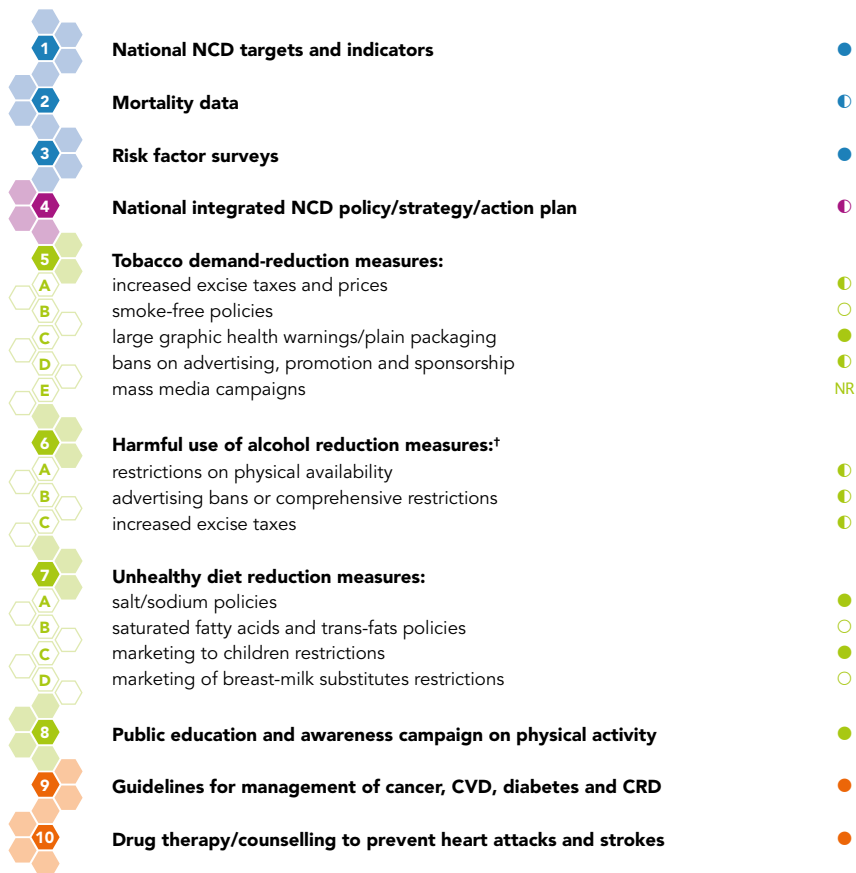 1 National NCD targets and indicators ●
2 Mortality data ◐
3 Risk factor surveys ●
4 National integrated NCD policy/strategy/action plan ◐
5 Tobacco demand-reduction measures:
A increased excise taxes and prices ◐
B smoke-free policies ○
C large graphic health warnings/plain packaging ●
D bans on advertising, promotion and sponsorship ◐
E mass media campaigns NR
6 Harmful use of alcohol reduction measures:†
A restrictions on physical availability ◐
B advertising bans or comprehensive restrictions ◐
C increased excise taxes ◐
7 Unhealthy diet reduction measures:
A salt/sodium policies ●
B saturated fatty acids and trans-fats policies ○
C marketing to children restrictions ●
D marketing of breast-milk substitutes restrictions ○
8 Public education and awareness campaign on physical activity ●
9 Guidelines for management of cancer, CVD, diabetes and CRD ●
10 Drug therapy/counselling to prevent heart attacks and strokes ●